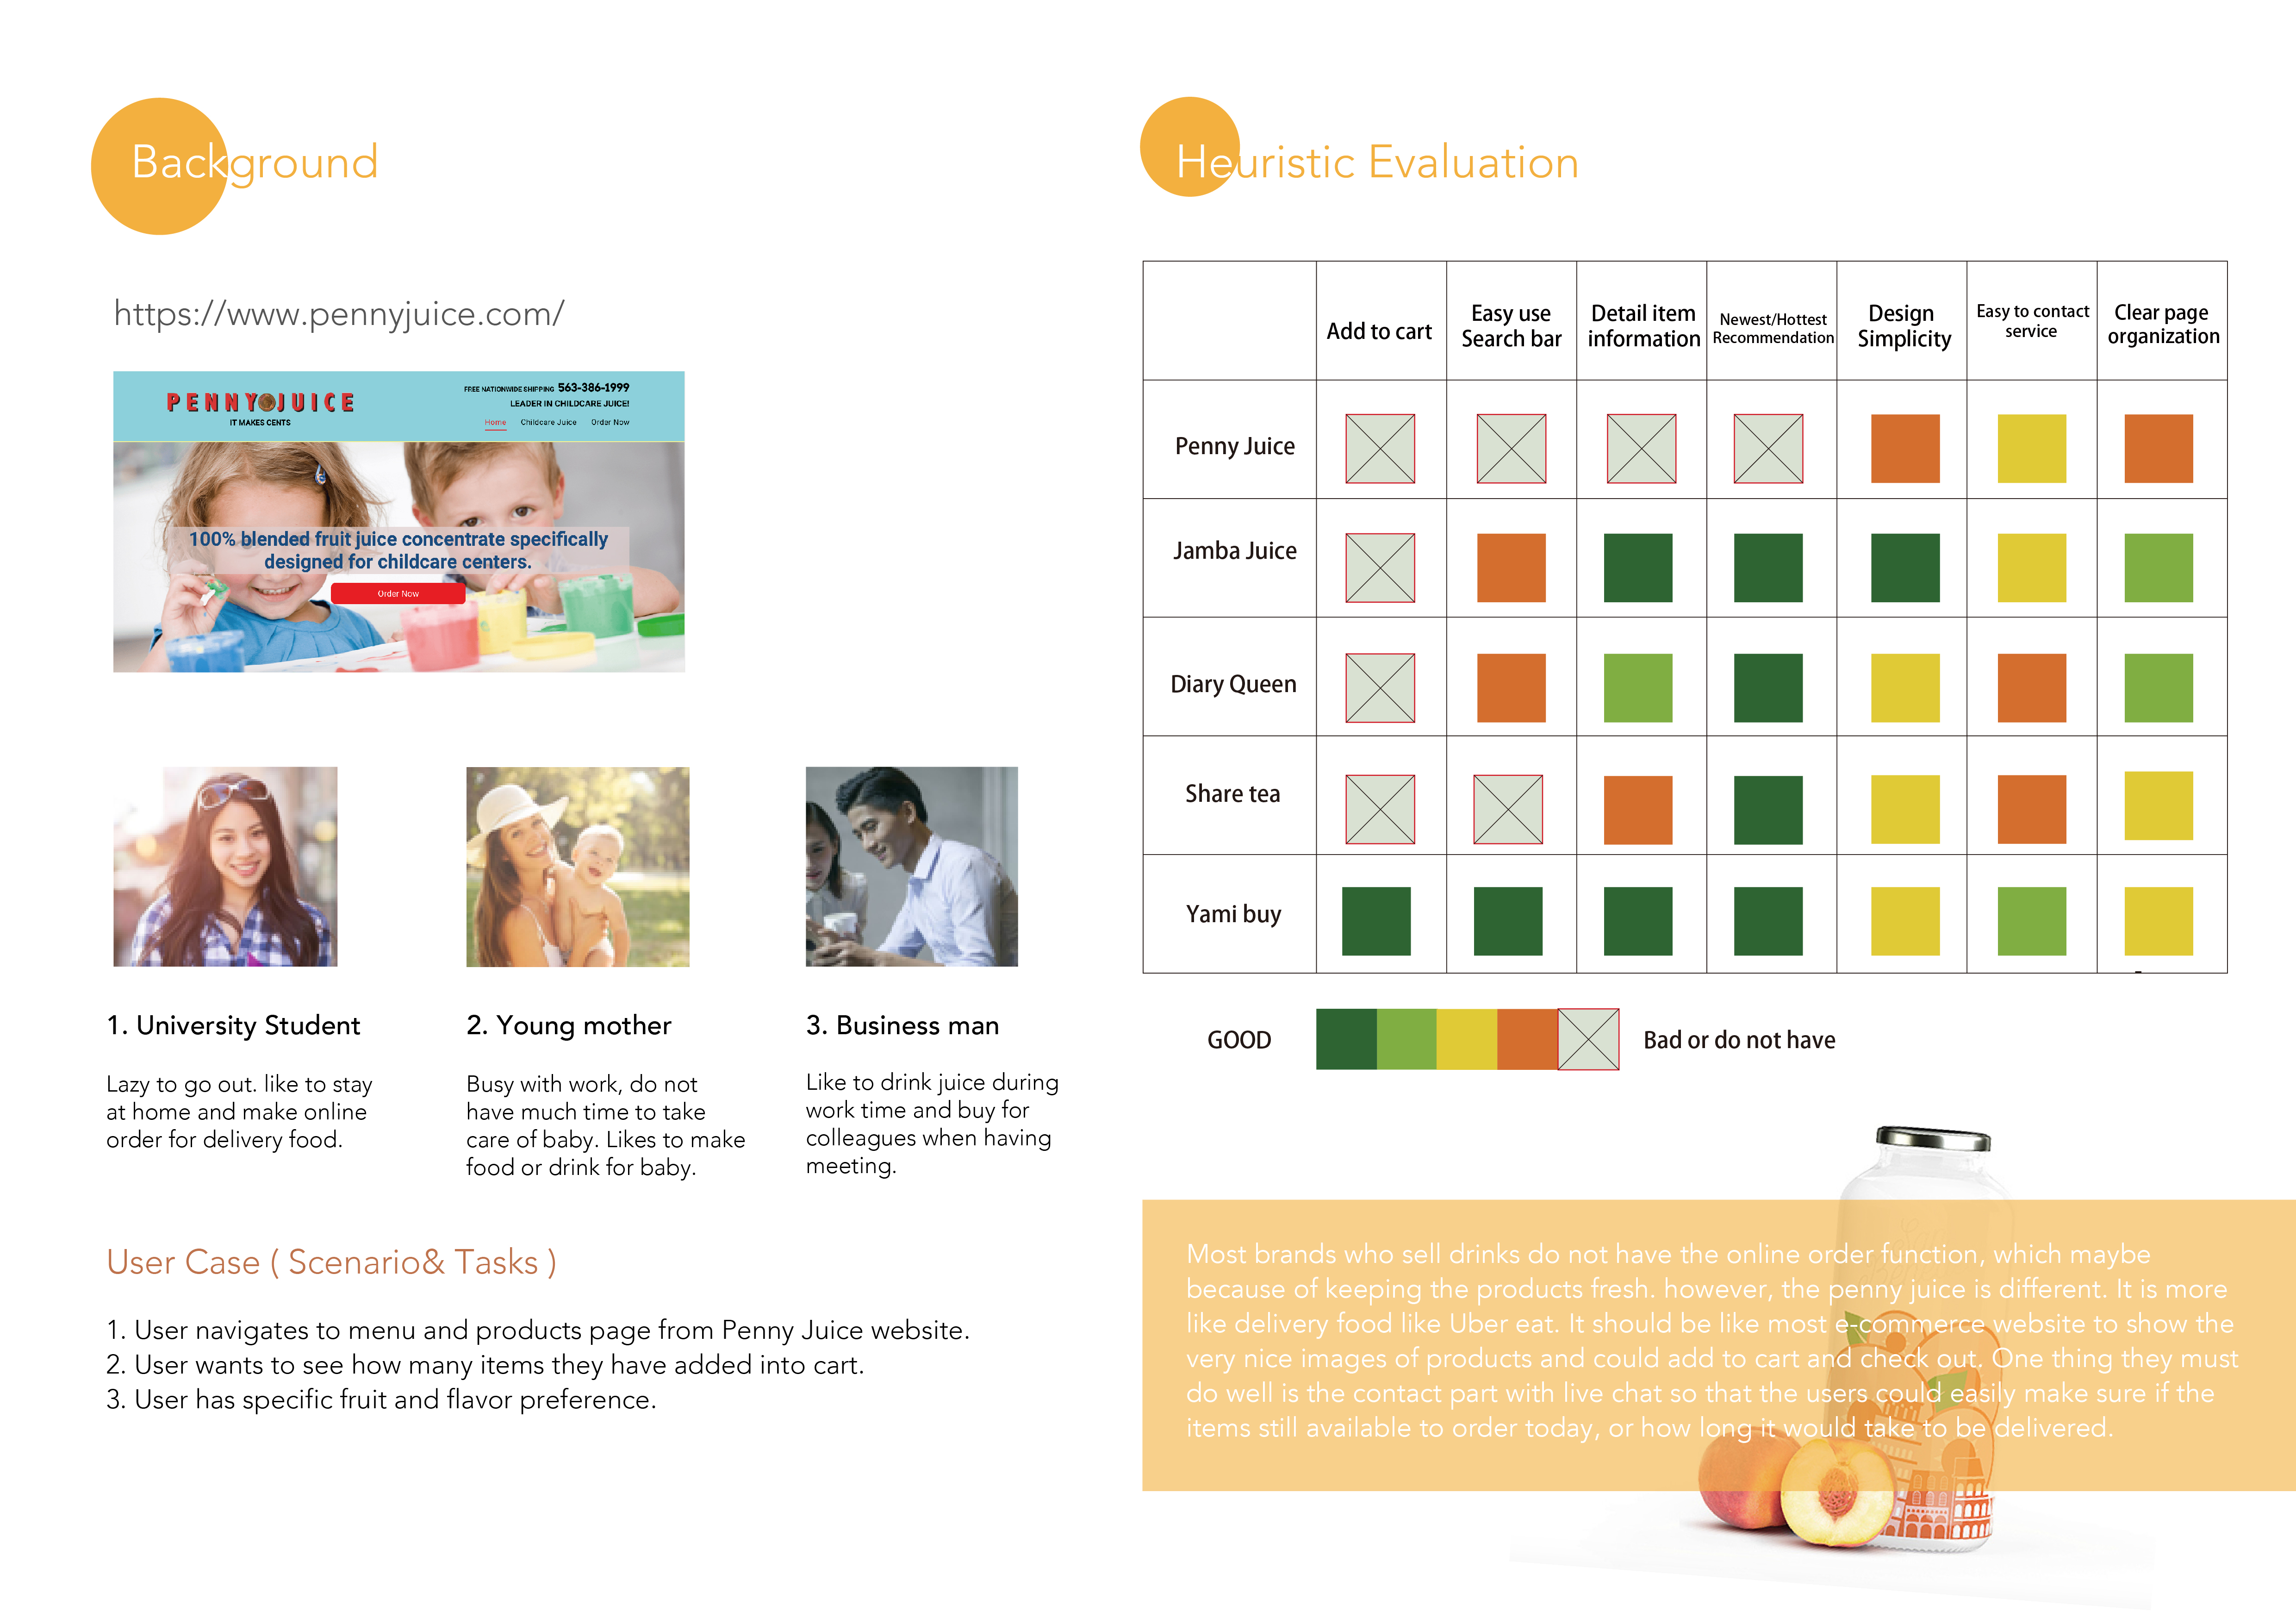 Background
https://www.pennyjuice.com/
PENNY JUICE
IT MAKES CENTS
FREE NATIONWIDE SHIPPING 563-386-1999
LEADER IN CHILDCARE JUICE!
Home Childcare Juice Order Now
100% blended fruit juice concentrate specifically
designed for childcare centers.
Order Now
1. University Student
Lazy to go out. like to stay
at home and make online
order for delivery food.
2. Young mother
Busy with work, do not
have much time to take
care of baby. Likes to make
food or drink for baby.
3. Business man
Like to drink juice during
work time and buy for
colleagues when having
meeting.
User Case ( Scenario& Tasks )
1. User navigates to menu and products page from Penny Juice website.
2. User wants to see how many items they have added into cart.
3. User has specific fruit and flavor preference.
Heuristic Evaluation
Add to cart
Easy use
Search bar
Detail item
information
Newest/Hottest
Recommendation
Design
Simplicity
Easy to contact
service
Clear page
organization
Penny Juice
Jamba Juice
Diary Queen
Share tea
Yami buy
GOOD
Bad or do not have
Most brands who sell drinks do not have the online order function, which maybe
because of keeping the products fresh. however, the penny juice is different. It is more
like delivery food like Uber eat. It should be like most e-commerce website to show the
very nice images of products and could add to cart and check out. One thing they must
do well is the contact part with live chat so that the users could easily make sure if the
items still available to order today, or how long it would take to be delivered.